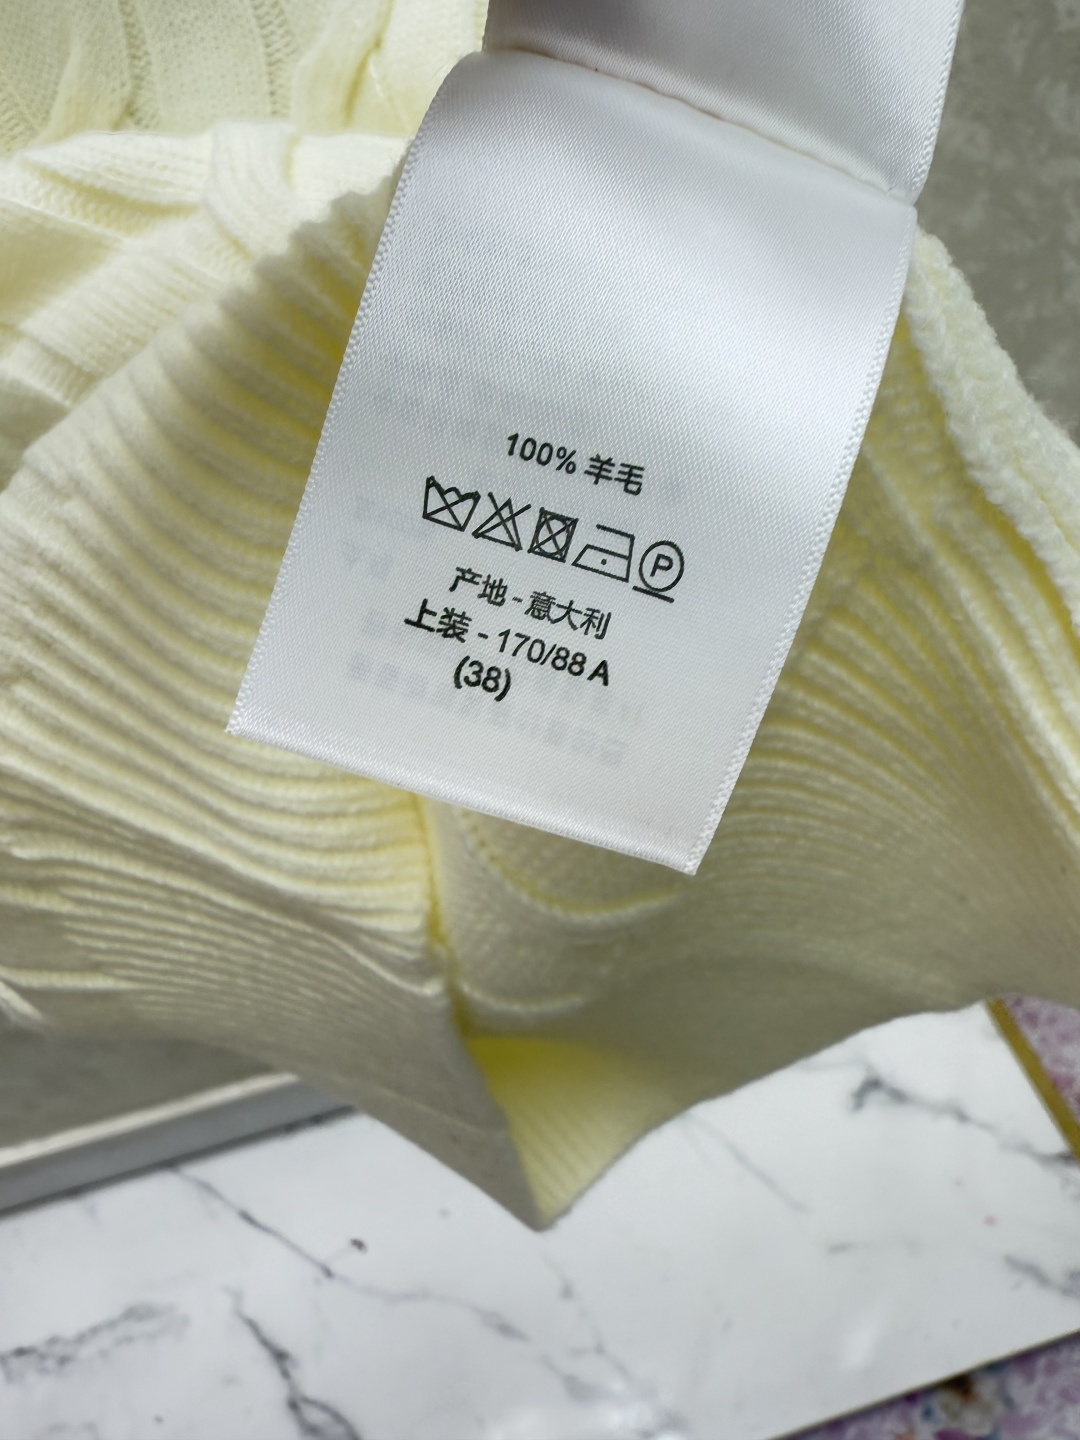 100% 羊毛
P
产地 - 意大利
上装 - 170/88 A
(38)